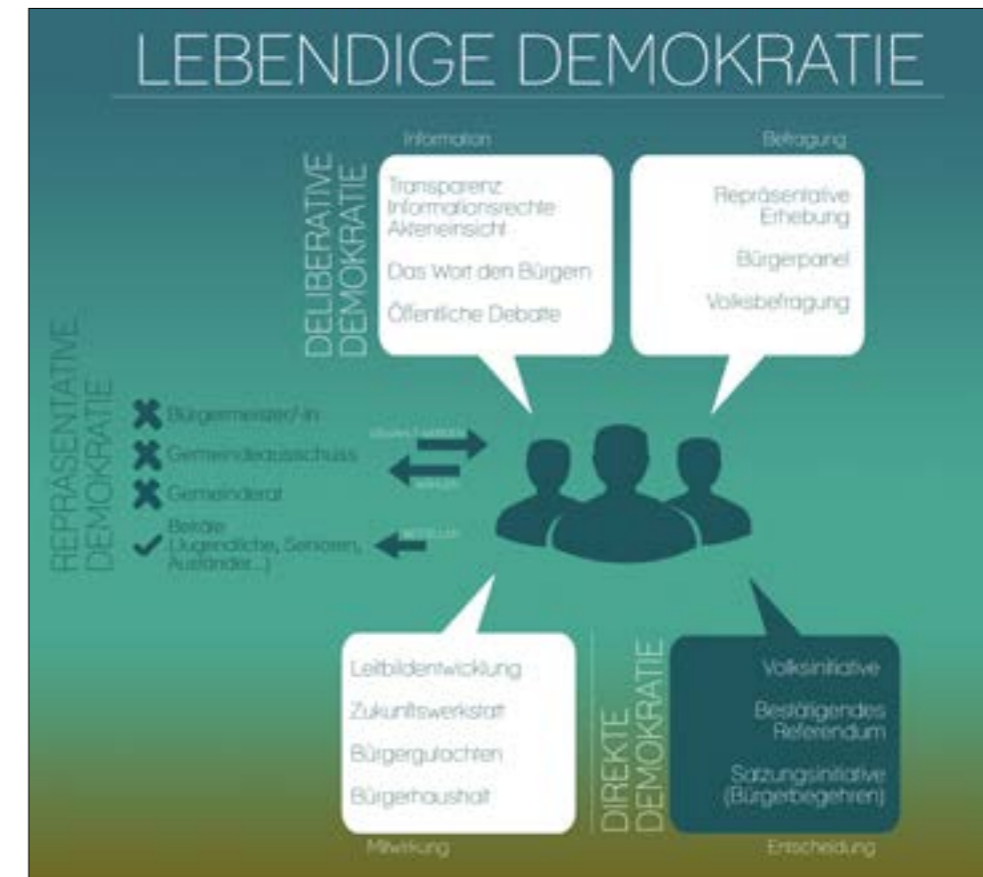 LEBENDIGE DEMOKRATIE
Information
DELIBERATIVE
DEMOKRATIE
Transparenz
Informationsrechte
Akteneinsicht
Das Wort den Bürgern
Öffentliche Debatte
Befragung
Repräsentative
Erhebung
Bürgerpanel
Volksbefragung
REPRÄSENTATIVE
DEMOKRATIE
Bürgermeister/-in
Gemeindeausschuss
Gemeinderat
Beiräte
(Jugendliche, Senioren,
Ausländer...)
Leitbildentwicklung
Zukunftswerkstatt
Bürgergutachten
Bürgerhaushalt
Mitwirkung
DIREKTE
DEMOKRATIE
Volksinitiative
Bestätigendes
Referendum
Satzungsinitiative
(Bürgerbegehren)
Entscheidung